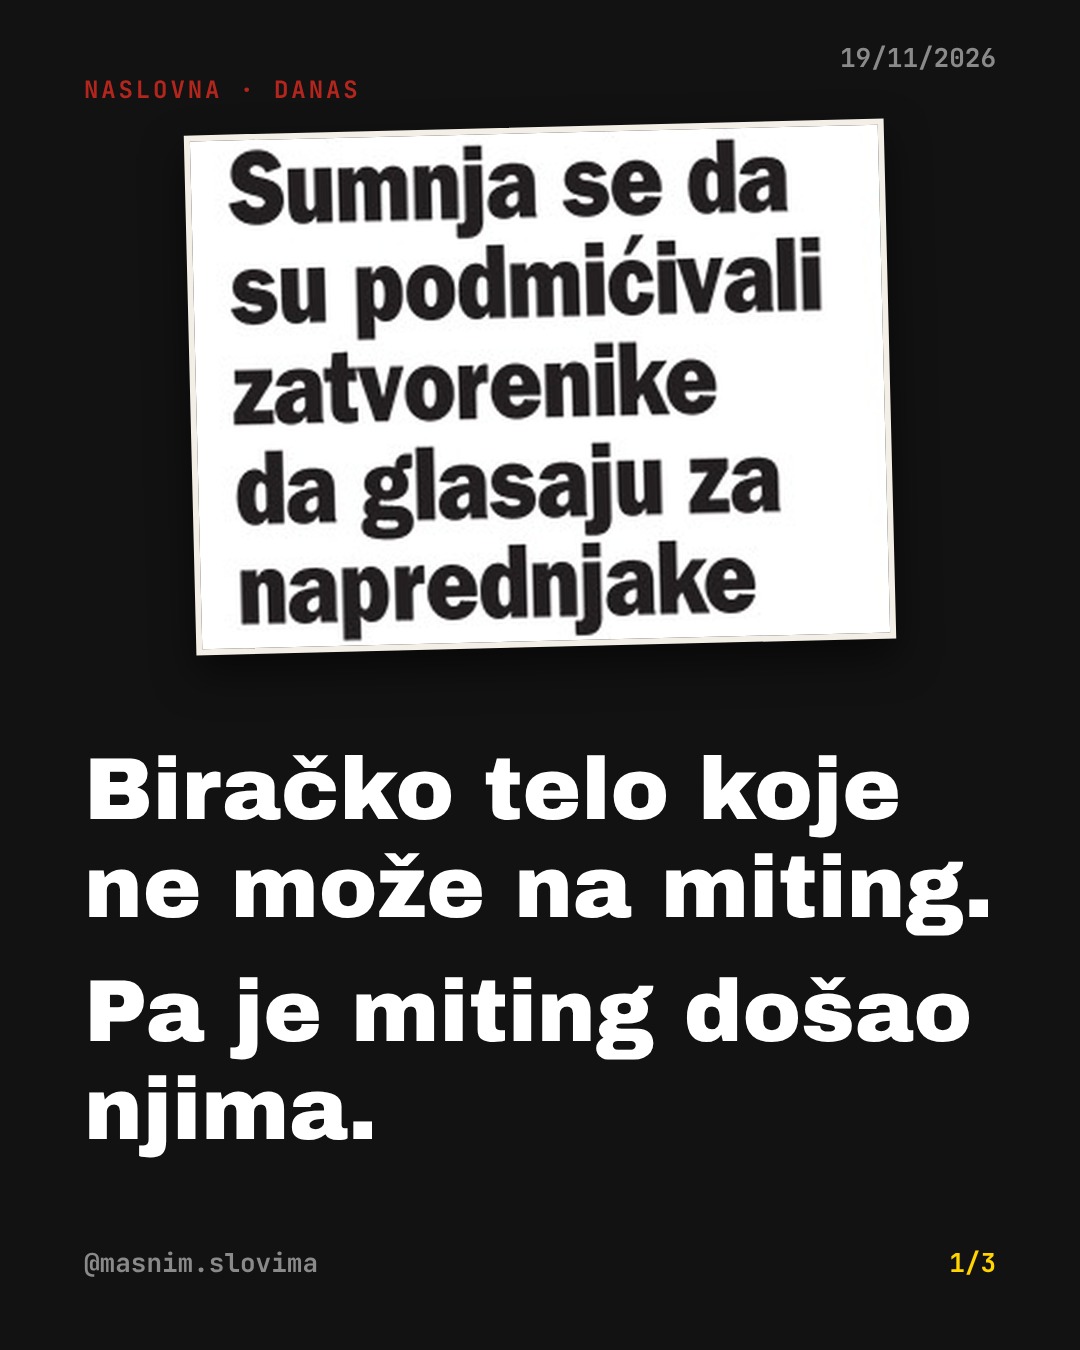 19/11/2026
NASLOVNA · DANAS
Sumnja se da
su podmićivali
zatvorenike
da glasaju za
naprednjake
Biračko telo koje
ne može na miting.
Pa je miting došao
njima.
@masnim.slovima
1/3